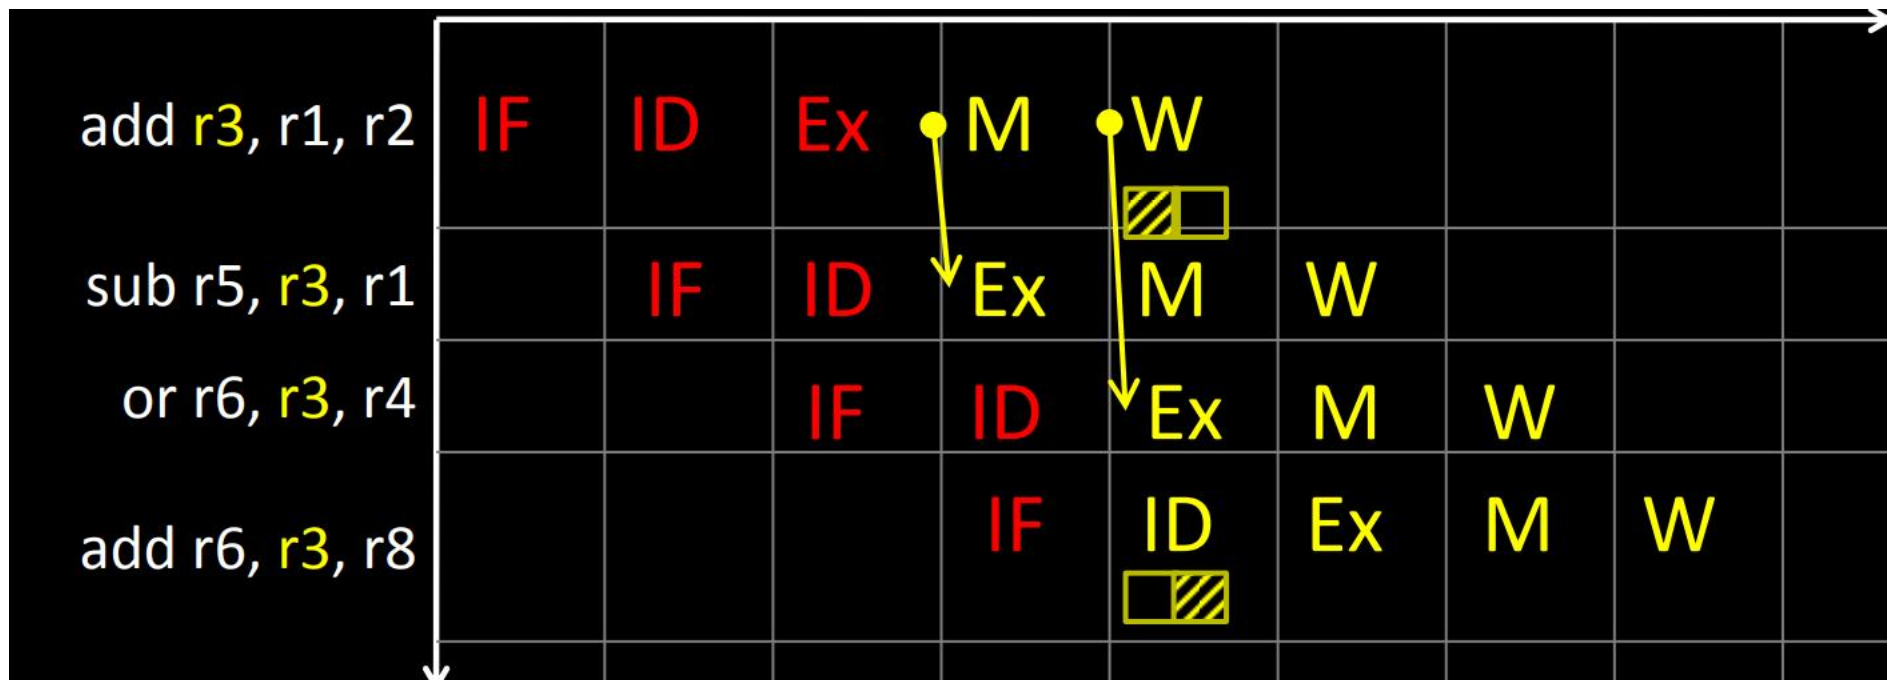 add r3, r1, r2 IF ID Ex M W
sub r5, r3, r1 IF ID Ex M W
or r6, r3, r4 IF ID Ex M W
add r6, r3, r8 IF ID Ex M W